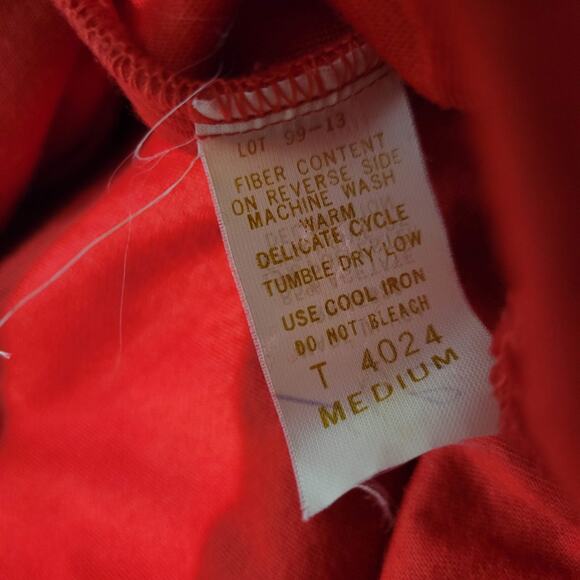 LOT 99-13
FIBER CONTENT
ON REVERSE SIDE
MACHINE WASH
WARM
DELICATE CYCLE
TUMBLE DRY LOW
USE COOL IRON
DO NOT BLEACH
T 4024
MEDIUM